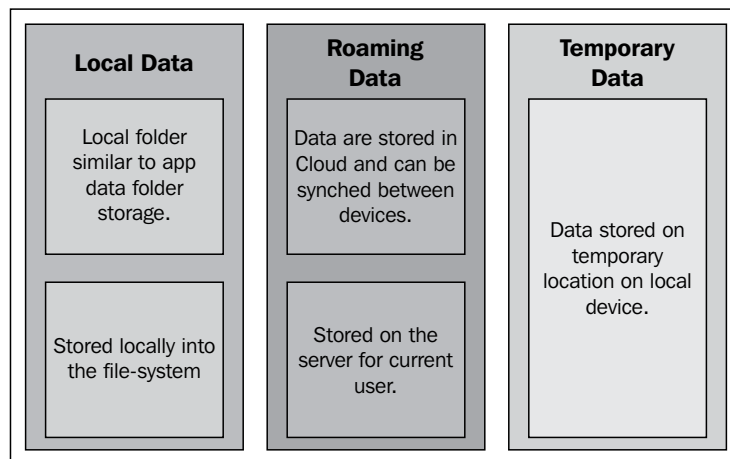 Local Data
Local folder
similar to app
data folder
storage.
Stored locally into
the file-system
Roaming
Data
Data are stored in
Cloud and can be
synched between
devices.
Stored on the
server for current
user.
Temporary
Data
Data stored on
temporary
location on local
device.